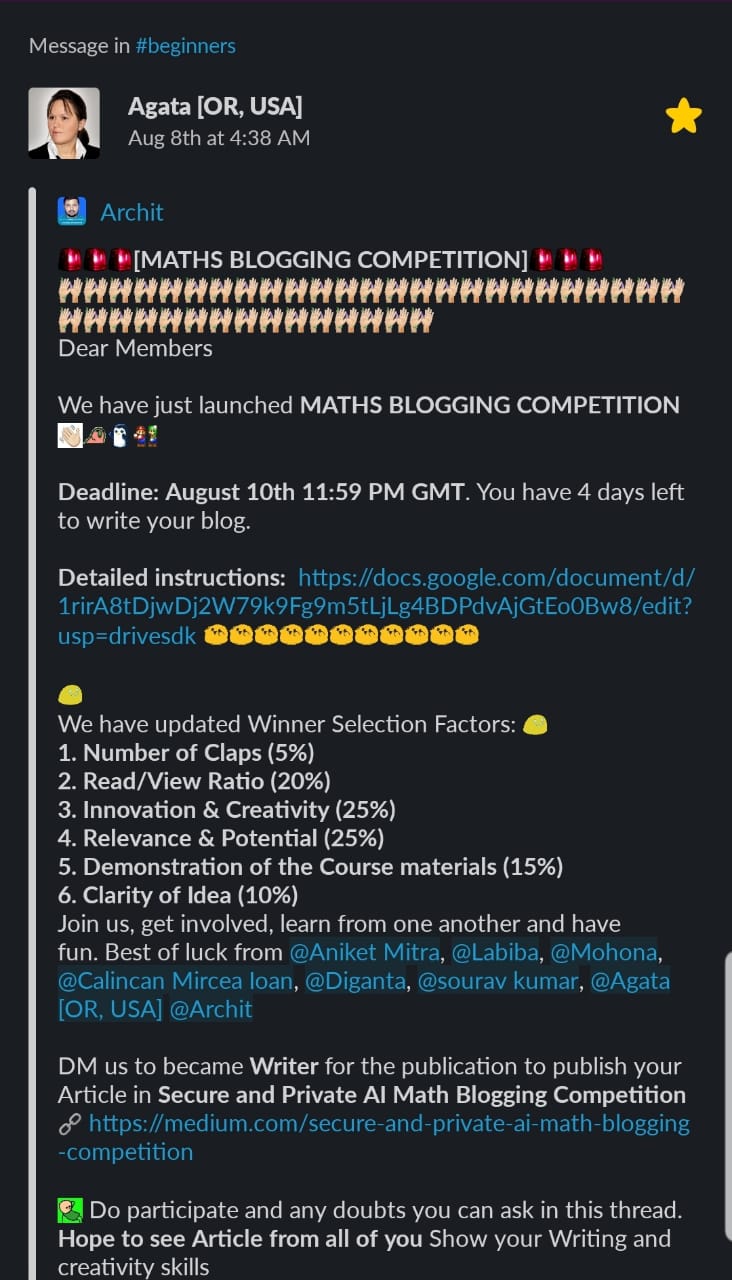 Message in #beginners
Agata [OR, USA]
Aug 8th at 4:38 AM
Archit
[MATHS BLOGGING COMPETITION]
Dear Members
We have just launched MATHS BLOGGING COMPETITION
Deadline: August 10th 11:59 PM GMT. You have 4 days left
to write your blog.
Detailed instructions: https://docs.google.com/document/d/
1rirA8tDjwDj2W79k9Fg9m5tLjLg4BDPdvAjGtEo0Bw8/edit?
usp=drivesdk
We have updated Winner Selection Factors:
1. Number of Claps (5%)
2. Read/View Ratio (20%)
3. Innovation & Creativity (25%)
4. Relevance & Potential (25%)
5. Demonstration of the Course materials (15%)
6. Clarity of Idea (10%)
Join us, get involved, learn from one another and have
fun. Best of luck from @Aniket Mitra, @Labiba, @Mohona,
@Calincan Mircea Ioan, @Diganta, @sourav kumar, @Agata
[OR, USA] @Archit
DM us to became Writer for the publication to publish your
Article in Secure and Private AI Math Blogging Competition
https://medium.com/secure-and-private-ai-math-blogging
-competition
Do participate and any doubts you can ask in this thread.
Hope to see Article from all of you Show your Writing and
creativity skills